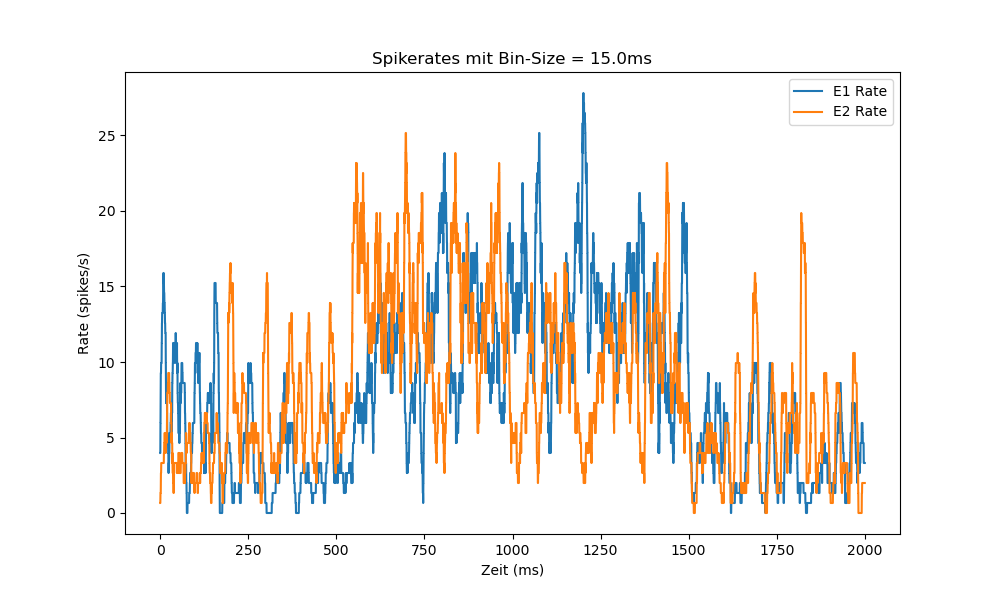 Spikerates mit Bin-Size = 15.0ms
E1 Rate
E2 Rate
Rate (spikes/s)
25
20
15
10
5
0
0 250 500 750 1000 1250 1500 1750 2000
Zeit (ms)